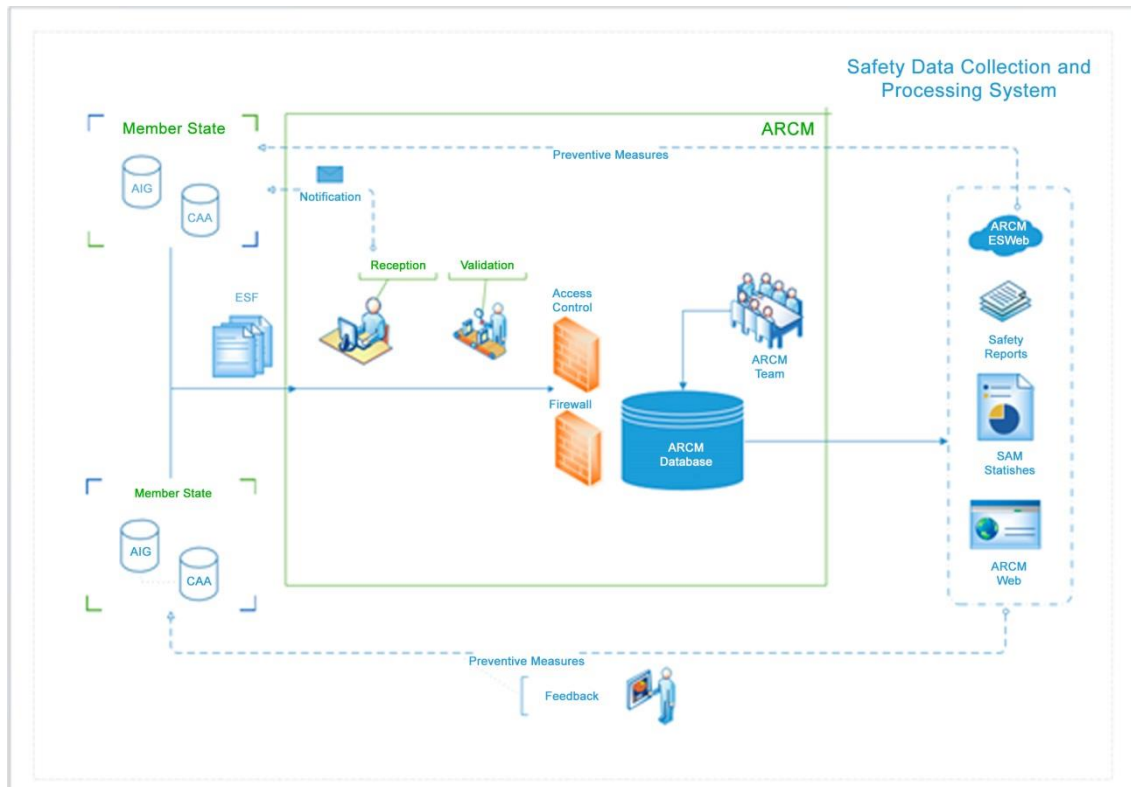 Safety Data Collection and
Processing System
Member State
ARCM
Preventive Measures
AIG
CAA
Notification
ARCM
ESWeb
Reception
Validation
ESF
Access
Control
Safety
Reports
ARCM
Team
Firewall
ARCM
Database
SAM
Statishes
Member State
AIG
CAA
ARCM
Web
Preventive Measures
Feedback